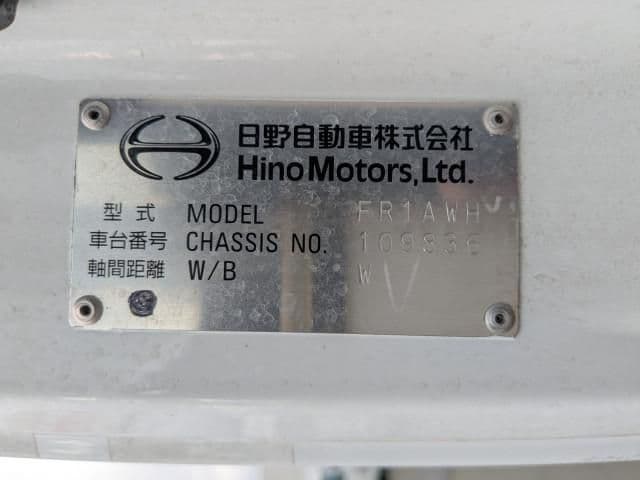 日野自動車株式会社
Hino Motors, Ltd.
型式 MODEL FR1AWH
車台番号 CHASSIS NO. 109836
軸間距離 W/B W